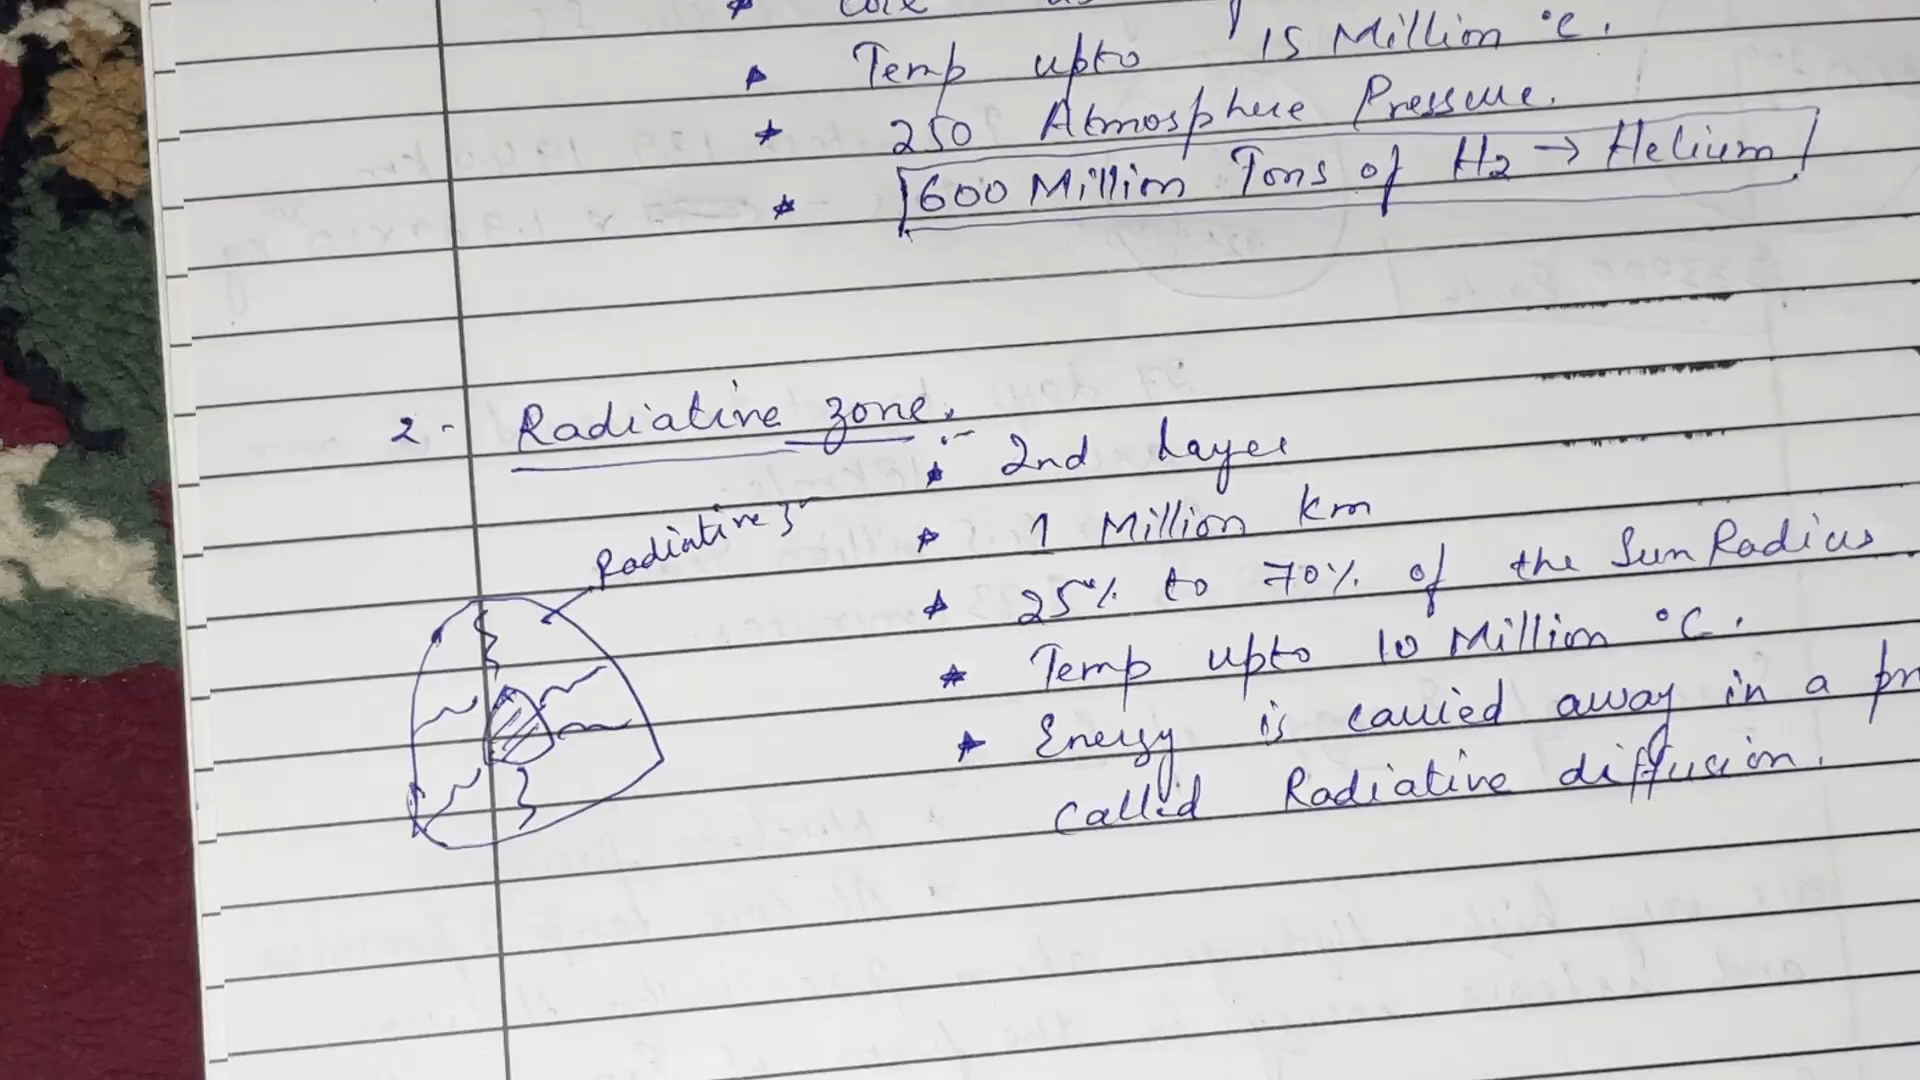 Core
Temp upto 15 Million °C.
250 Atmosphere Pressure.
600 Million Tons of H2 → Helium
2- Radiative zone.
Radiative z
2nd Layer
1 Million km
25% to 70% of the Sun Radius
Temp upto 10 Million °C.
Energy is carried away in a pr
called Radiative diffusion.